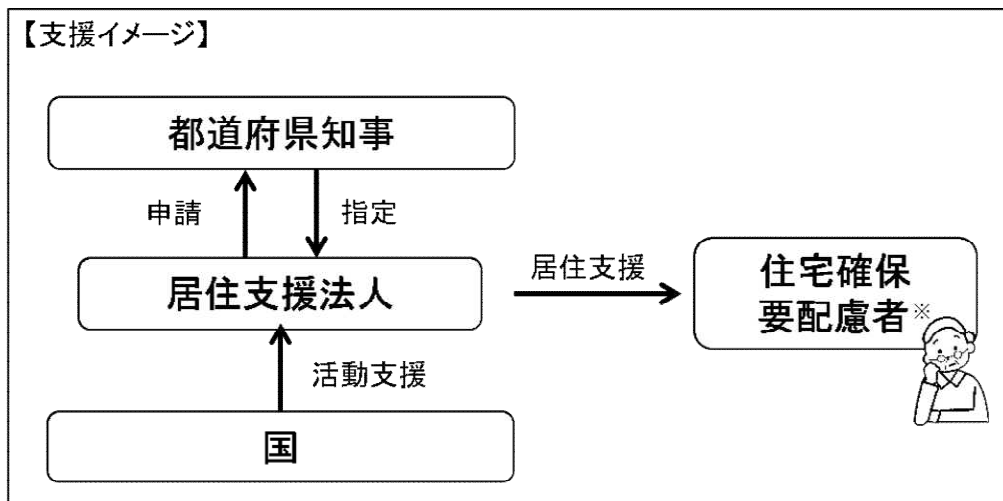 【支援イメージ】
都道府県知事
申請
指定
居住支援法人
居住支援
住宅確保
要配慮者※
活動支援
国